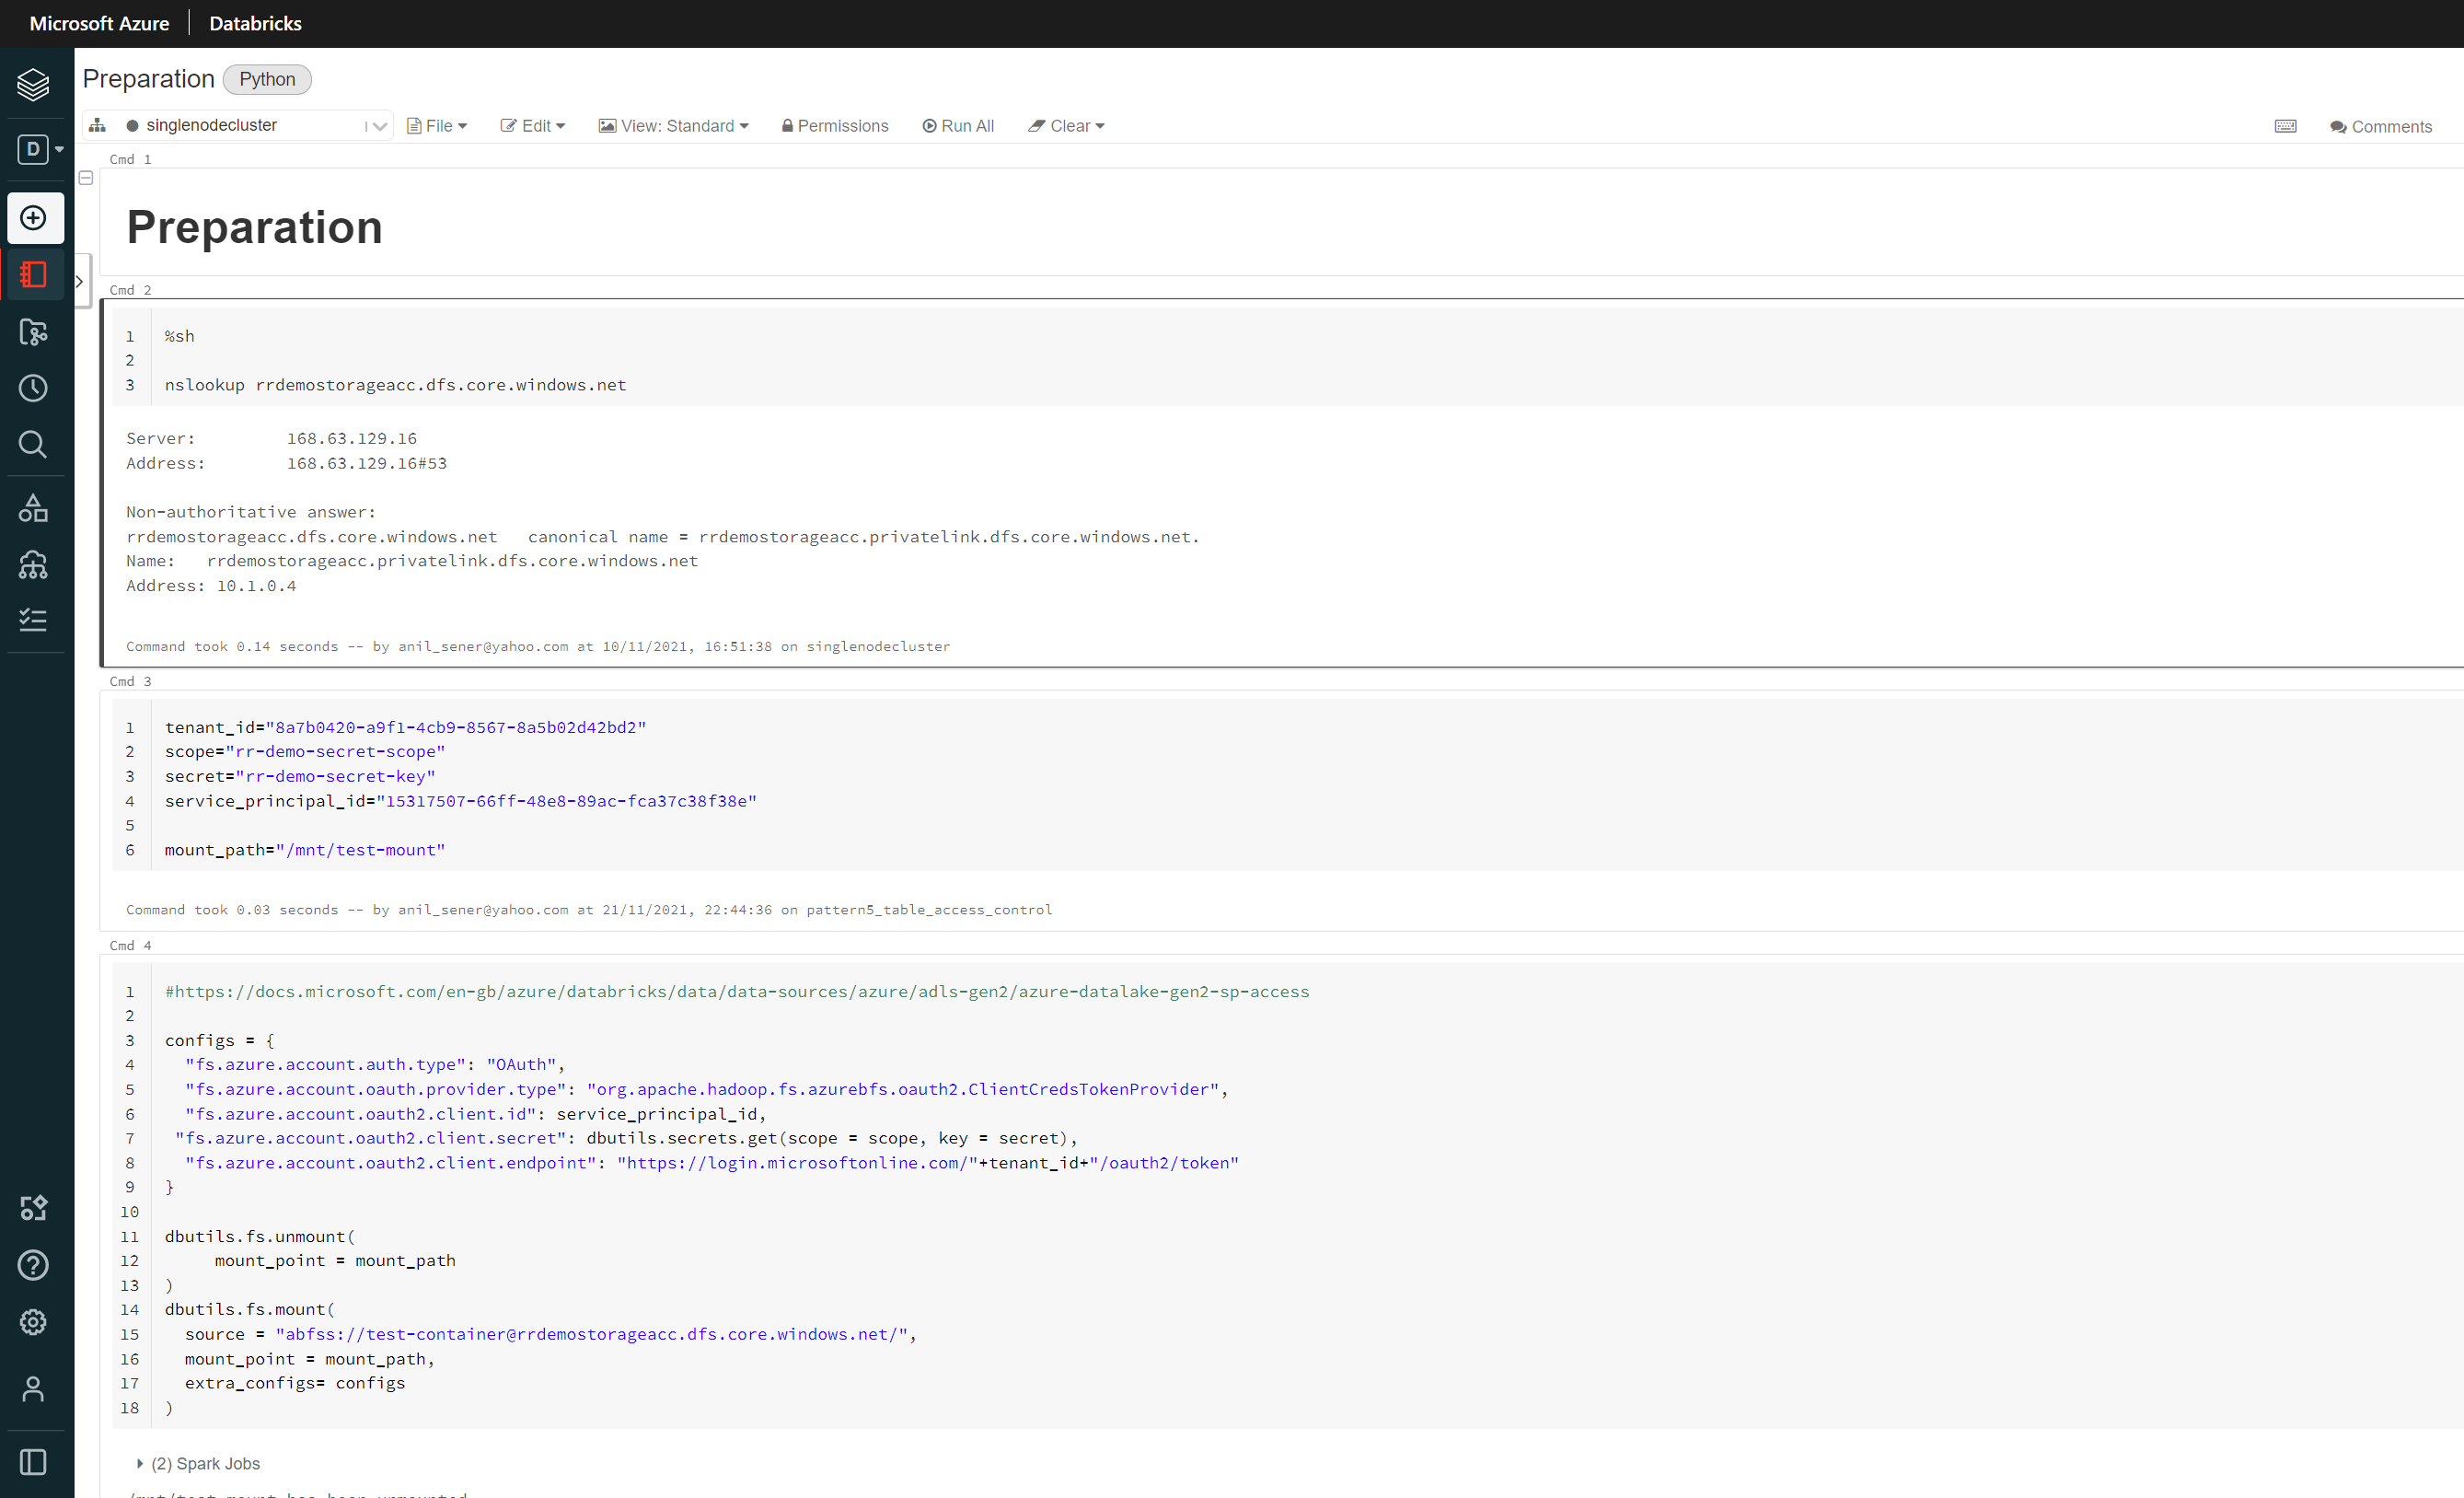 Microsoft Azure Databricks
Preparation Python
D
singlenodecluster File Edit View: Standard Permissions Run All Clear Comments
Cmd 1
Preparation
Cmd 2
1 %sh
2
3 nslookup rrdemostorageacc.dfs.core.windows.net
Server: 168.63.129.16
Address: 168.63.129.16#53
Non-authoritative answer:
rrdemostorageacc.dfs.core.windows.net canonical name = rrdemostorageacc.privatelink.dfs.core.windows.net.
Name: rrdemostorageacc.privatelink.dfs.core.windows.net
Address: 10.1.0.4
Command took 0.14 seconds -- by anil_sener@yahoo.com at 10/11/2021, 16:51:38 on singlenodecluster
Cmd 3
1 tenant_id="8a7b0420-a9f1-4cb9-8567-8a5b02d42bd2"
2 scope="rr-demo-secret-scope"
3 secret="rr-demo-secret-key"
4 service_principal_id="15317507-66ff-48e8-89ac-fca37c38f38e"
5
6 mount_path="/mnt/test-mount"
Command took 0.03 seconds -- by anil_sener@yahoo.com at 21/11/2021, 22:44:36 on pattern5_table_access_control
Cmd 4
1 #https://docs.microsoft.com/en-gb/azure/databricks/data/data-sources/azure/adls-gen2/azure-datalake-gen2-sp-access
2
3 configs = {
4 "fs.azure.account.auth.type": "OAuth",
5 "fs.azure.account.oauth.provider.type": "org.apache.hadoop.fs.azurebfs.oauth2.ClientCredsTokenProvider",
6 "fs.azure.account.oauth2.client.id": service_principal_id,
7 "fs.azure.account.oauth2.client.secret": dbutils.secrets.get(scope = scope, key = secret),
8 "fs.azure.account.oauth2.client.endpoint": "https://login.microsoftonline.com/"+tenant_id+"/oauth2/token"
9 }
10
11 dbutils.fs.unmount(
12 mount_point = mount_path
13 )
14 dbutils.fs.mount(
15 source = "abfss://test-container@rrdemostorageacc.dfs.core.windows.net/",
16 mount_point = mount_path,
17 extra_configs= configs
18 )
(2) Spark Jobs
/mnt/test-mount has been unmounted